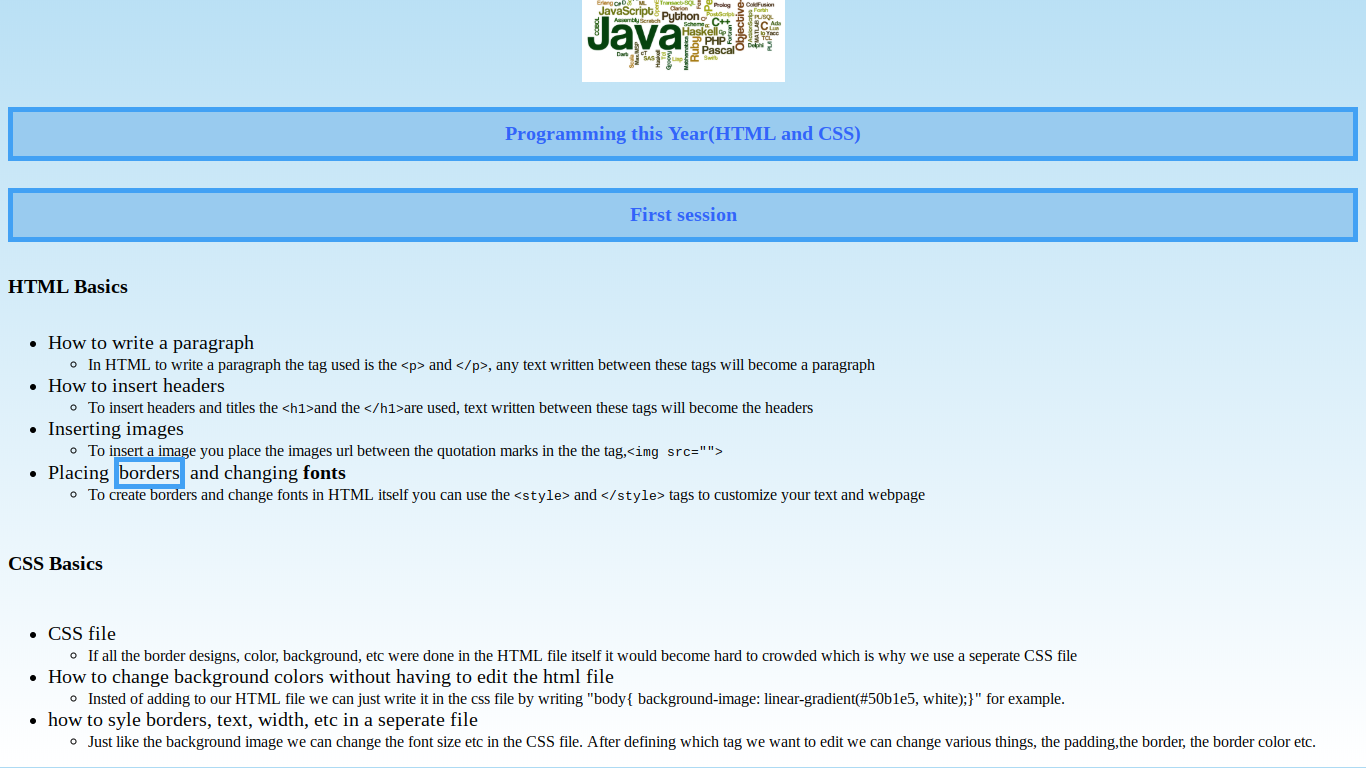 Erlang C# D ML Transact-SQL Prolog ColdFusion
JavaScript Clarion Forth
COBOL Assembly Scratch Python PostScript PL/SQL
Java Scheme C++ Ada
Haskell C Lua
PHP Io Yacc
Dart Ruby Pascal Fortran TCL
SAS Lisp Swift Delphi
Scala Groovy Mathematica Objective- MATLAB ActionScript
Programming this Year(HTML and CSS)
First session
HTML Basics
How to write a paragraph
In HTML to write a paragraph the tag used is the <p> and </p>, any text written between these tags will become a paragraph
How to insert headers
To insert headers and titles the <h1>and the </h1>are used, text written between these tags will become the headers
Inserting images
To insert a image you place the images url between the quotation marks in the the tag,<img src="">
Placing borders and changing fonts
To create borders and change fonts in HTML itself you can use the <style> and </style> tags to customize your text and webpage
CSS Basics
CSS file
If all the border designs, color, background, etc were done in the HTML file itself it would become hard to crowded which is why we use a seperate CSS file
How to change background colors without having to edit the html file
Insted of adding to our HTML file we can just write it in the css file by writing "body{ background-image: linear-gradient(#50b1e5, white);}" for example.
how to syle borders, text, width, etc in a seperate file
Just like the background image we can change the font size etc in the CSS file. After defining which tag we want to edit we can change various things, the padding,the border, the border color etc.